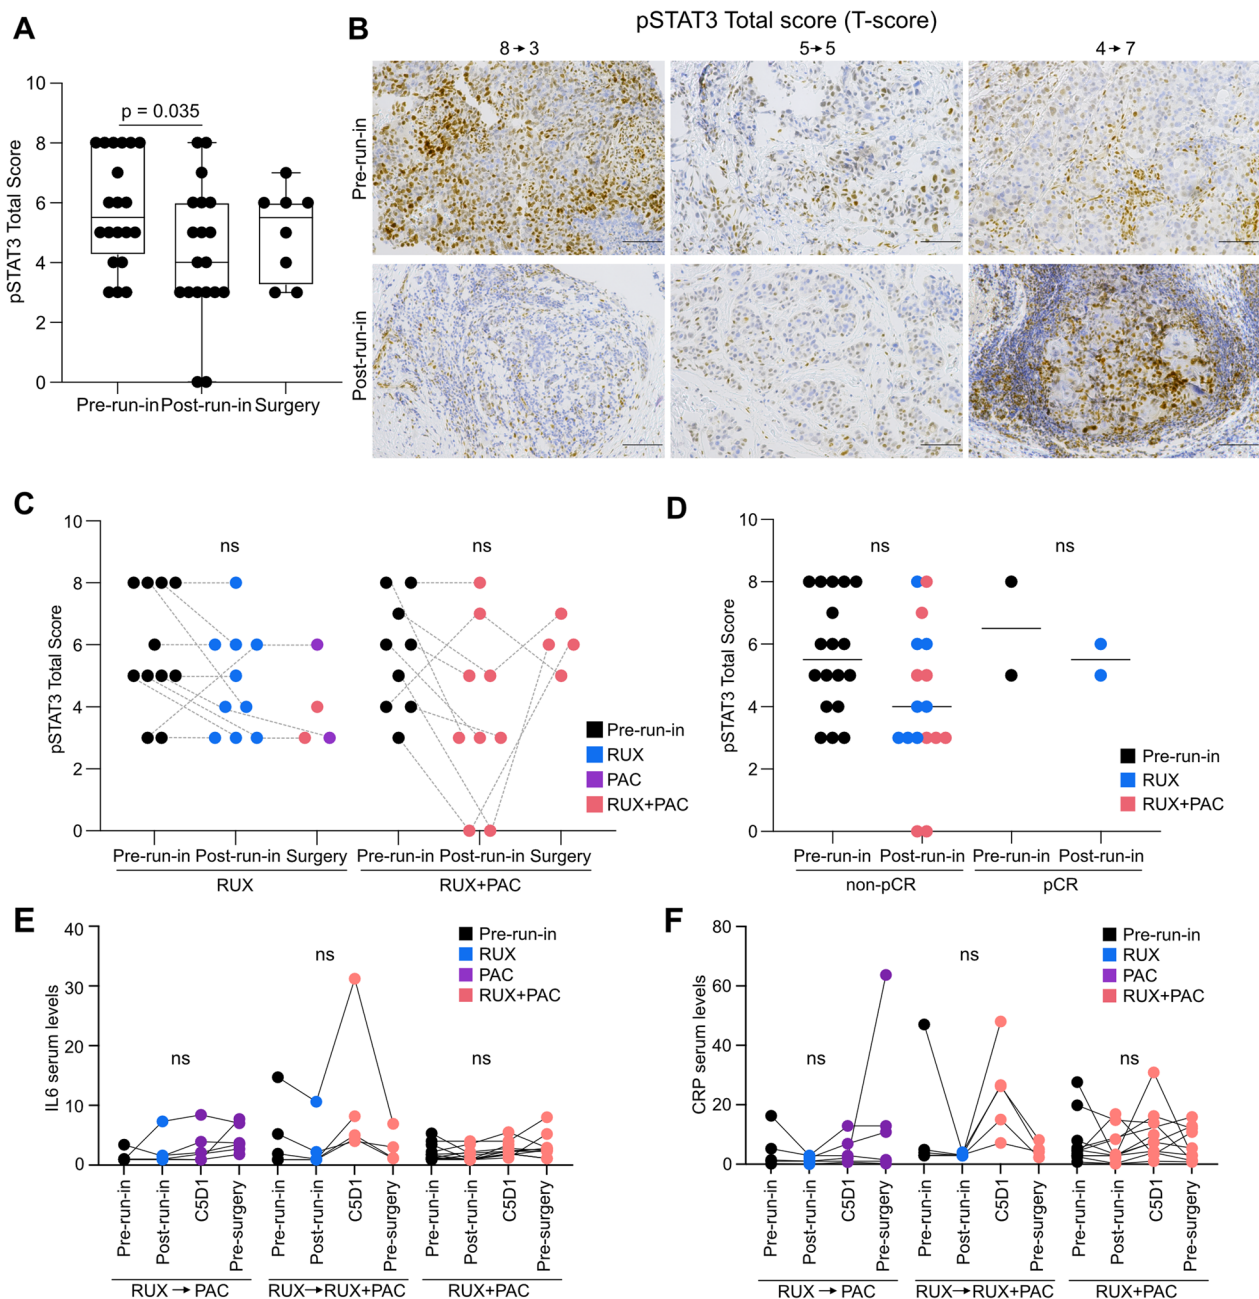 A
pSTAT3 Total Score
10
8
6
4
2
0
p = 0.035
Pre-run-in Post-run-in Surgery
B
pSTAT3 Total score (T-score)
8→3
5→5
4→7
Pre-run-in
Post-run-in
C
pSTAT3 Total Score
10
8
6
4
2
0
ns
ns
Pre-run-in
RUX
PAC
RUX+PAC
Pre-run-in Post-run-in Surgery
Pre-run-in Post-run-in Surgery
RUX
RUX+PAC
D
pSTAT3 Total Score
10
8
6
4
2
0
ns
ns
Pre-run-in
RUX
RUX+PAC
Pre-run-in Post-run-in
Pre-run-in Post-run-in
non-pCR
pCR
E
IL6 serum levels
40
30
20
10
0
ns
ns
ns
Pre-run-in
RUX
PAC
RUX+PAC
Pre-run-in
Post-run-in
C5D1
Pre-surgery
Pre-run-in
Post-run-in
C5D1
Pre-surgery
Pre-run-in
Post-run-in
C5D1
Pre-surgery
RUX→PAC
RUX→RUX+PAC
RUX+PAC
F
CRP serum levels
80
60
40
20
0
ns
ns
ns
Pre-run-in
RUX
PAC
RUX+PAC
Pre-run-in
Post-run-in
C5D1
Pre-surgery
Pre-run-in
Post-run-in
C5D1
Pre-surgery
Pre-run-in
Post-run-in
C5D1
Pre-surgery
RUX→PAC
RUX→RUX+PAC
RUX+PAC